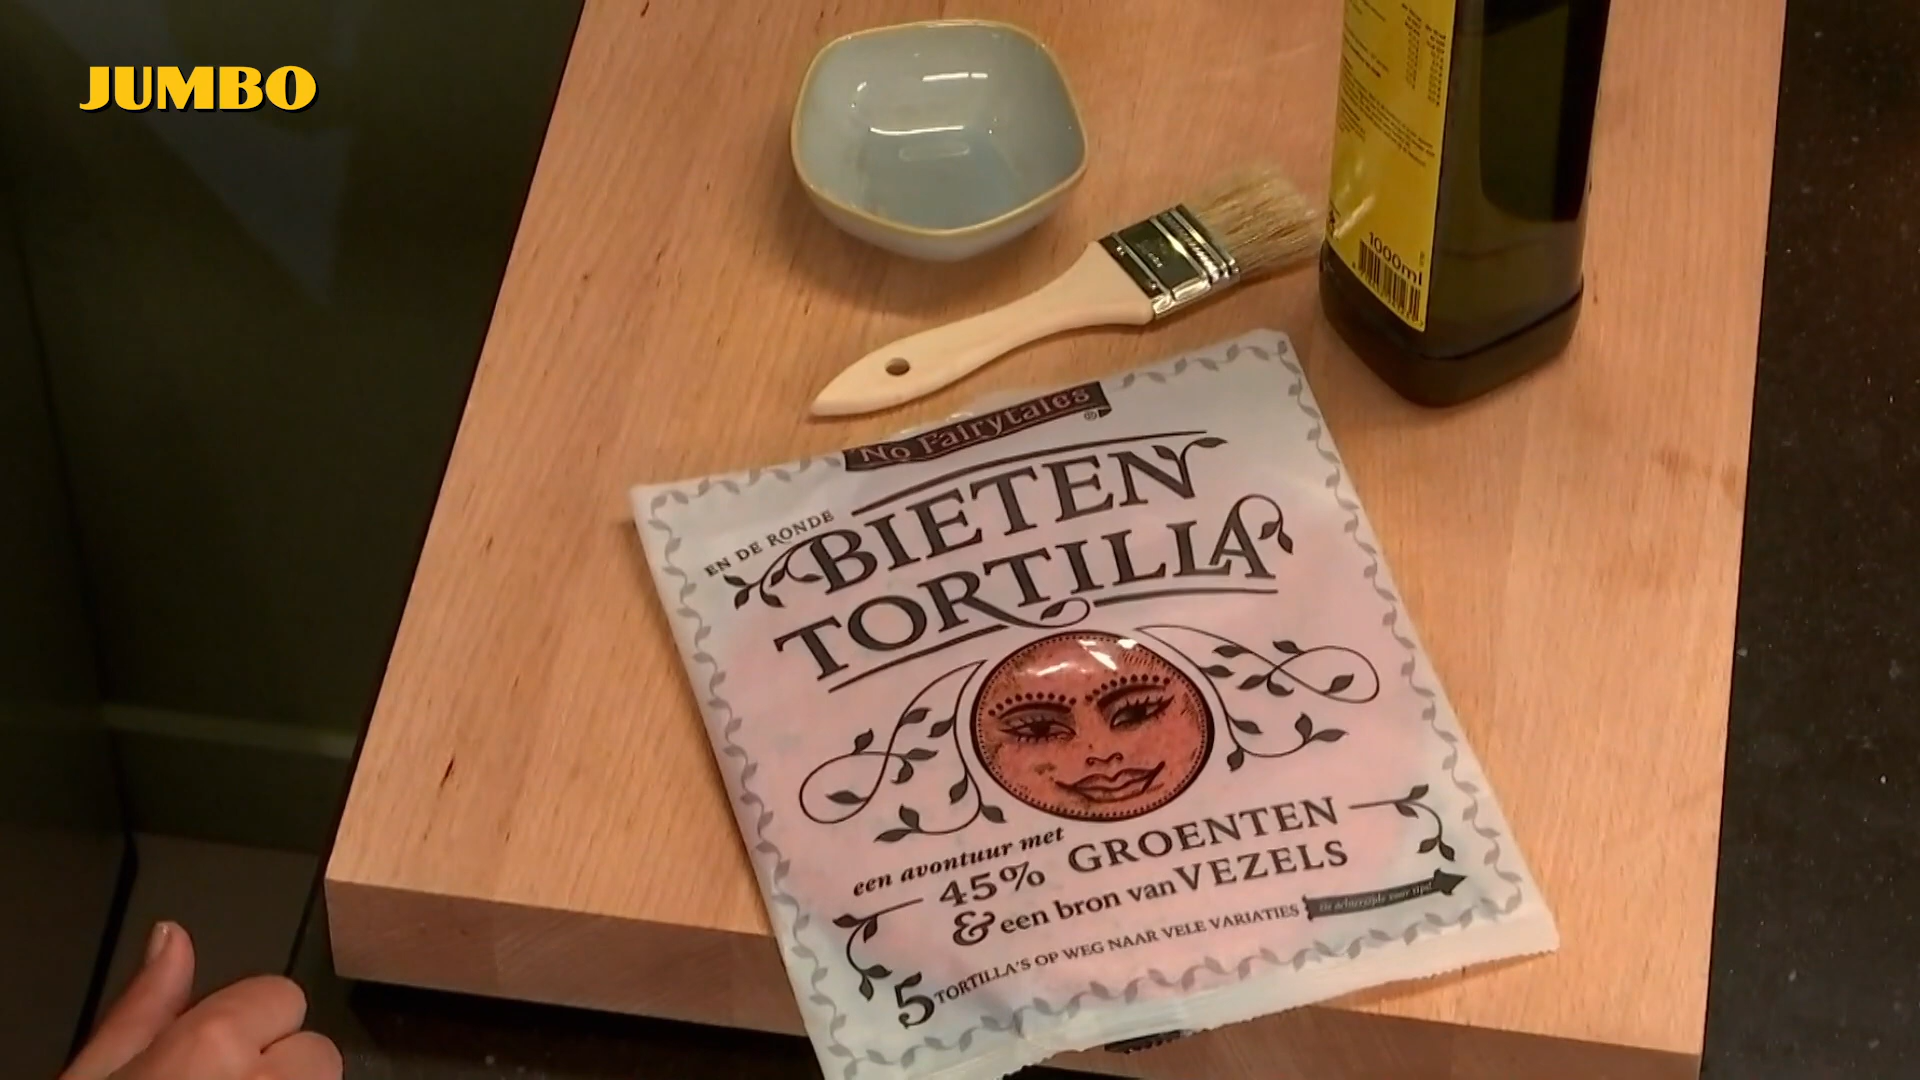 JUMBO
1000ml
No Fairytales
®
EN DE RONDE
BIETEN
TORTILLA
een avontuur met
45% GROENTEN
& een bron van VEZELS
5 TORTILLA'S OP WEG NAAR VELE VARIATIES